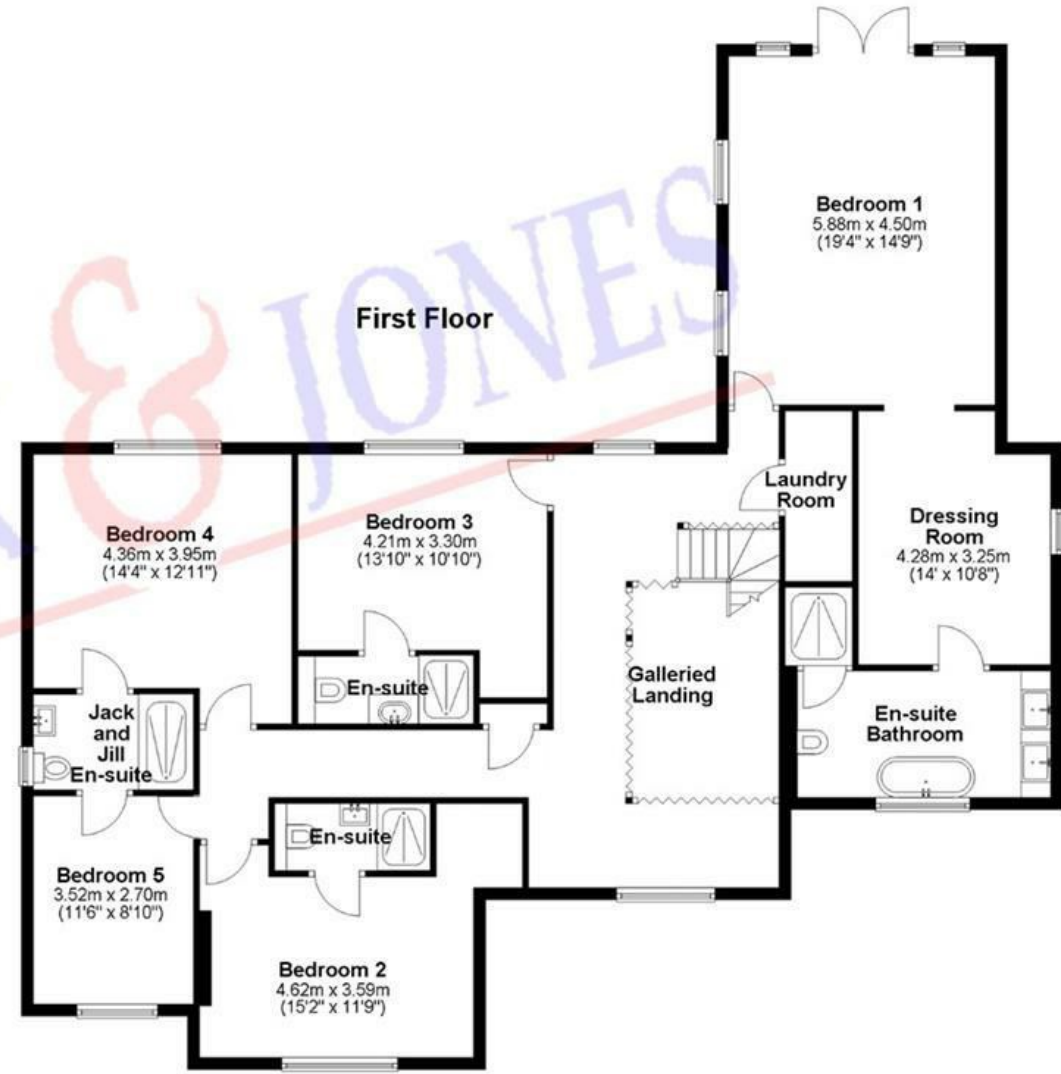 & JONES
First Floor
Bedroom 1
5.88m x 4.50m
(19'4" x 14'9")
Laundry
Room
Dressing
Room
4.28m x 3.25m
(14' x 10'8")
Bedroom 4
4.36m x 3.95m
(14'4" x 12'11")
Bedroom 3
4.21m x 3.30m
(13'10" x 10'10")
Galleried
Landing
En-suite
Jack
and
Jill
En-suite
En-suite
Bathroom
En-suite
Bedroom 5
3.52m x 2.70m
(11'6" x 8'10")
Bedroom 2
4.62m x 3.59m
(15'2" x 11'9")